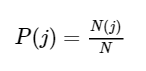 P(j) = N(j)/N